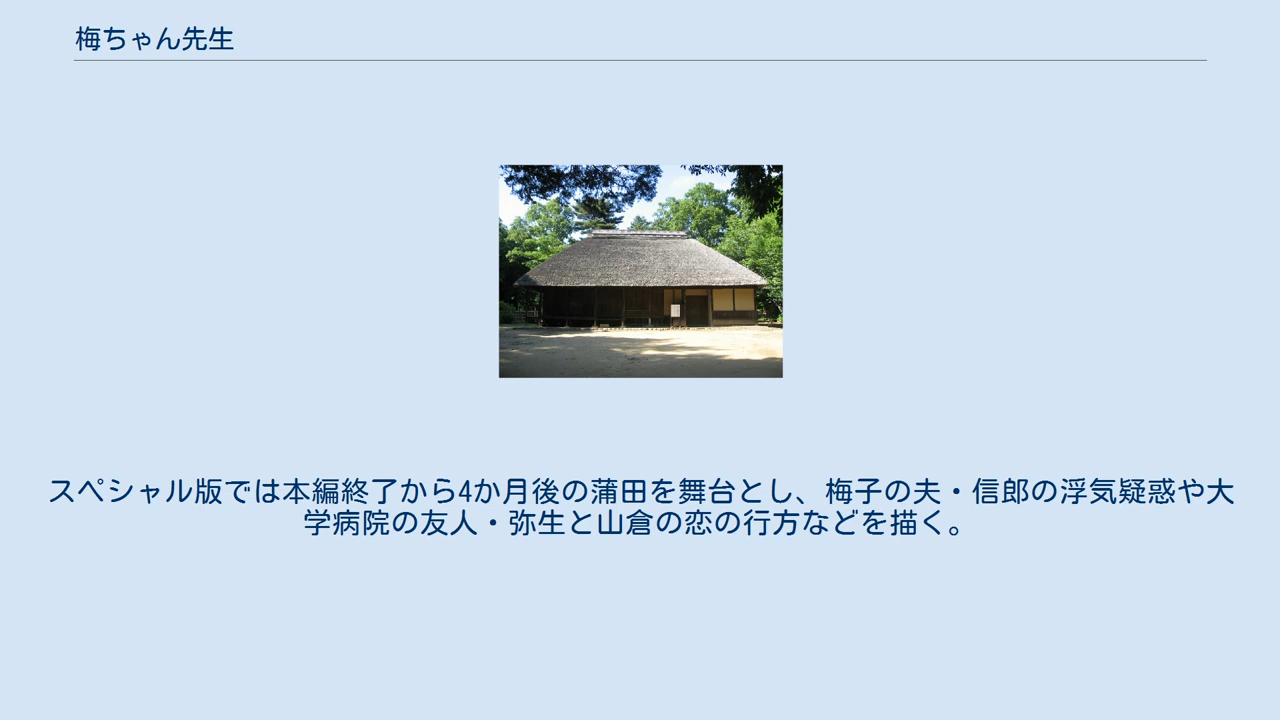 梅ちゃん先生
スペシャル版では本編終了から4か月後の蒲田を舞台とし、梅子の夫・信郎の浮気疑惑や大
学病院の友人・弥生と山倉の恋の行方などを描く。